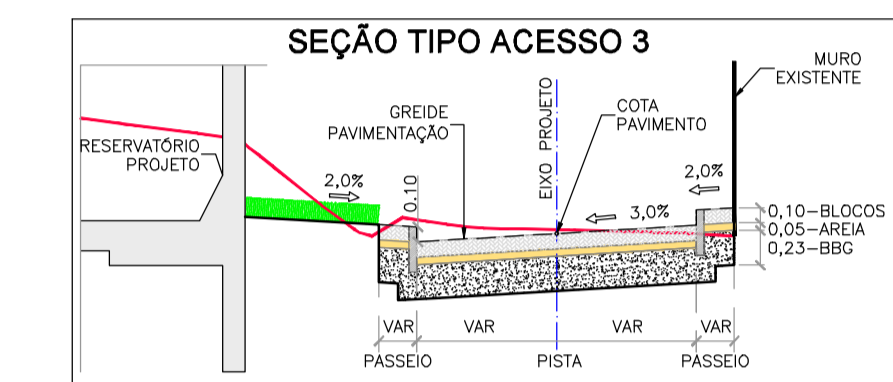 SEÇÃO TIPO ACESSO 3
MURO
EXISTENTE
GREIDE
PAVIMENTAÇÃO
EIXO PROJETO
COTA
PAVIMENTO
RESERVATÓRIO
PROJETO
2,0%
0.10
3,0%
2,0%
0,10-BLOCOS
0,05-AREIA
0,23-BBG
VAR
VAR
VAR
VAR
PASSEIO
PISTA
PASSEIO